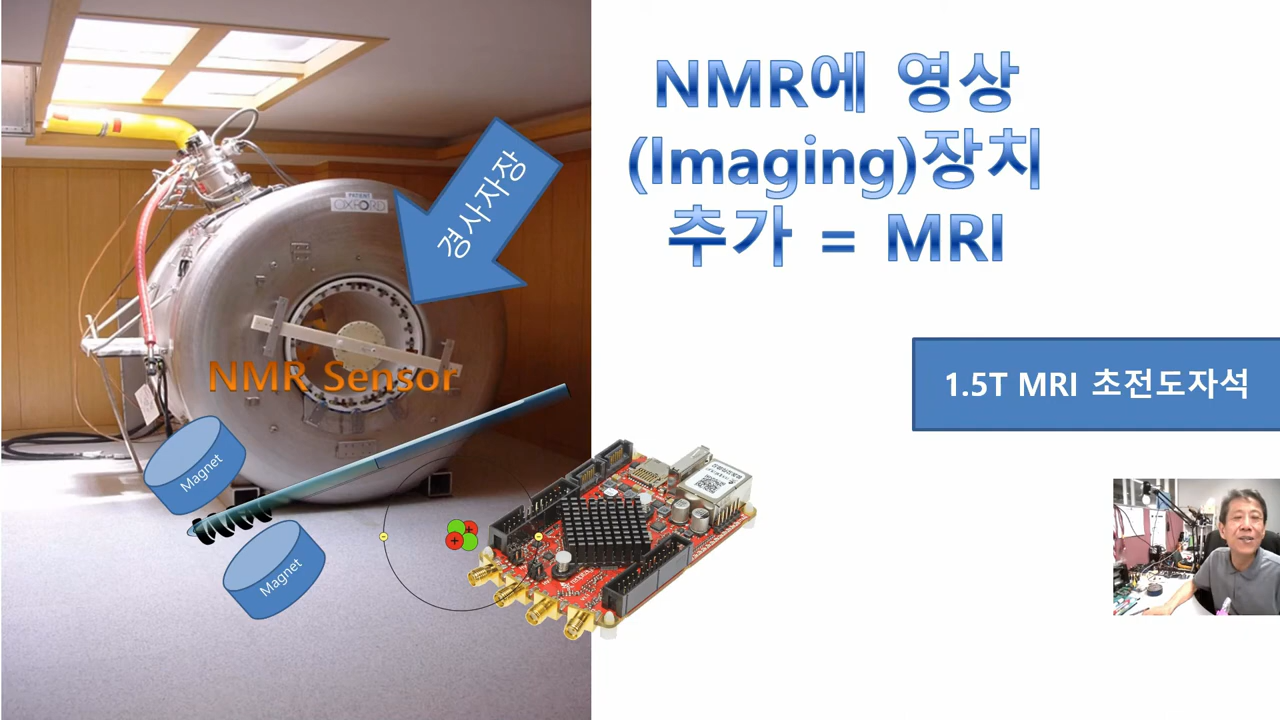 NMR에 영상
(Imaging)장치
추가 = MRI
경사자장
OXFORD
NMR Sensor
1.5T MRI 초전도자석
Magnet
Magnet